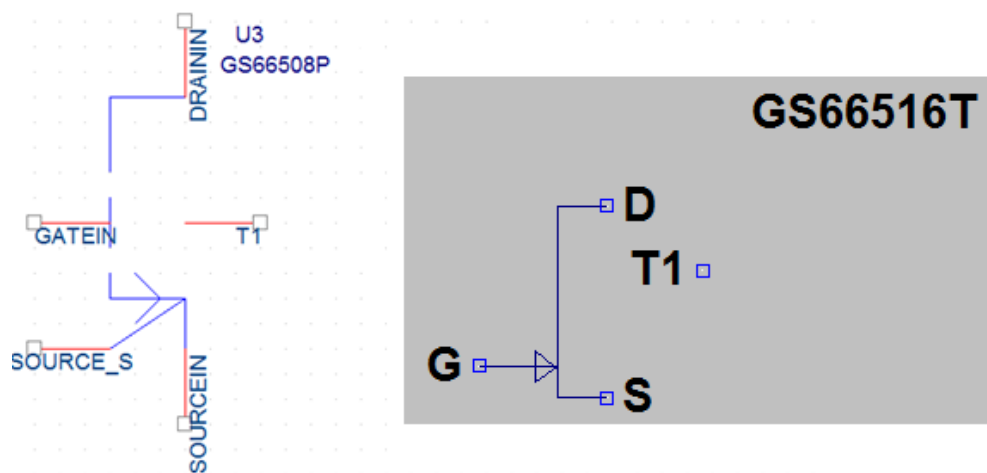 U3
GS66508P
DRAININ
GATEIN
T1
SOURCE_S
SOURCEIN
GS66516T
D
T1
G
S